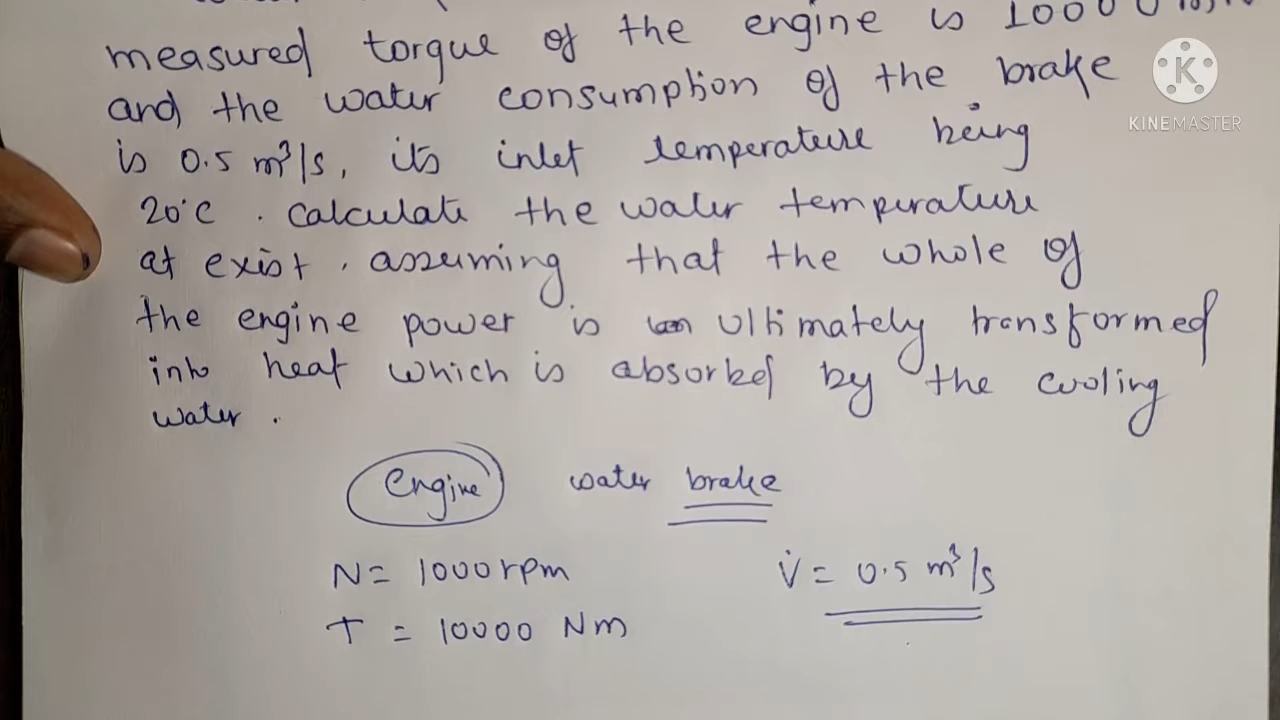 measured torque of the engine is 10000
and the water consumption of the brake
is 0.5 m³/s, its inlet temperature being
20°C. calculate the water temperature
at exist, assuming that the whole of
the engine power is ultimately transformed
into heat which is absorbed by the cooling
water.
engine water brake
N = 1000 rpm V̇ = 0.5 m³/s
T = 10000 Nm
KINEMASTER